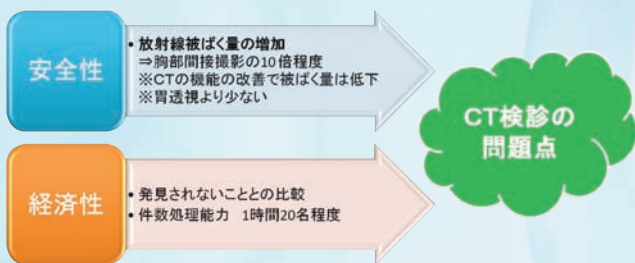 安全性
• 放射線被ばく量の増加
⇒胸部間接撮影の10倍程度
※CTの機能の改善で被ばく量は低下
※胃透視より少ない
経済性
• 発見されないこととの比較
• 件数処理能力 1時間20名程度
CT検診の
問題点